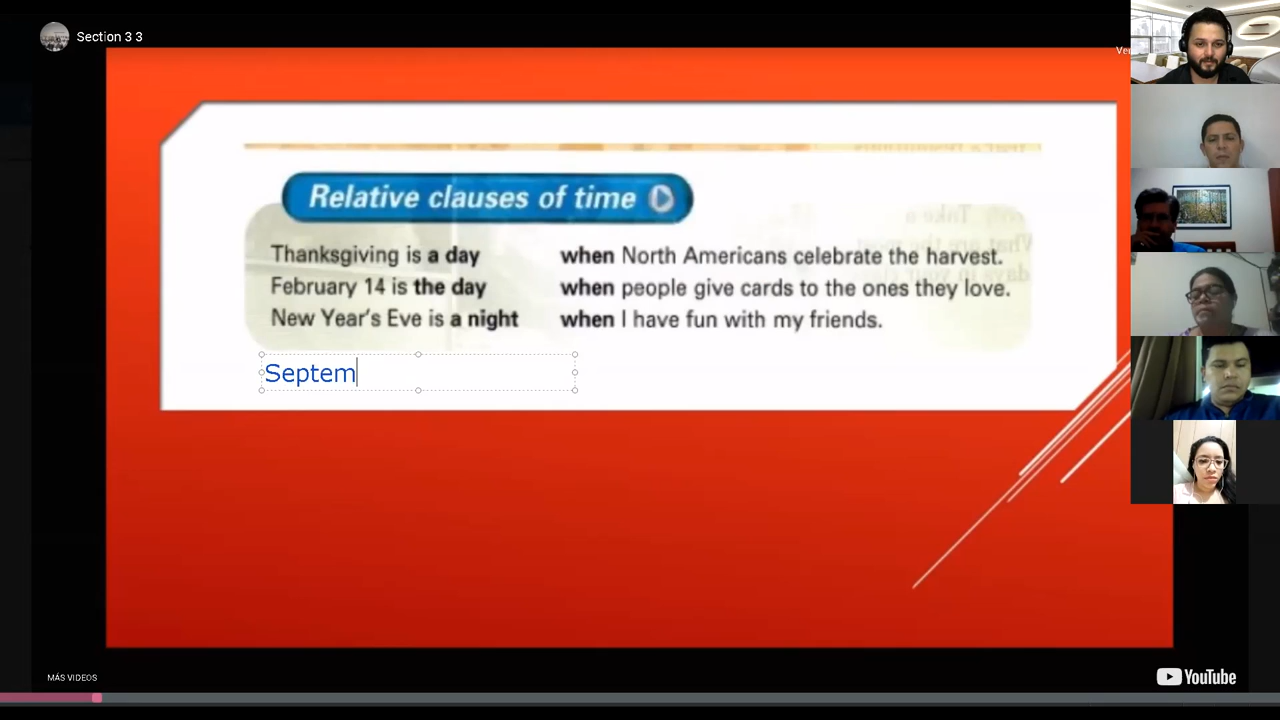 Section 3 3
Relative clauses of time
Thanksgiving is a day when North Americans celebrate the harvest.
February 14 is the day when people give cards to the ones they love.
New Year's Eve is a night when I have fun with my friends.
Septem
MÁS VIDEOS
YouTube